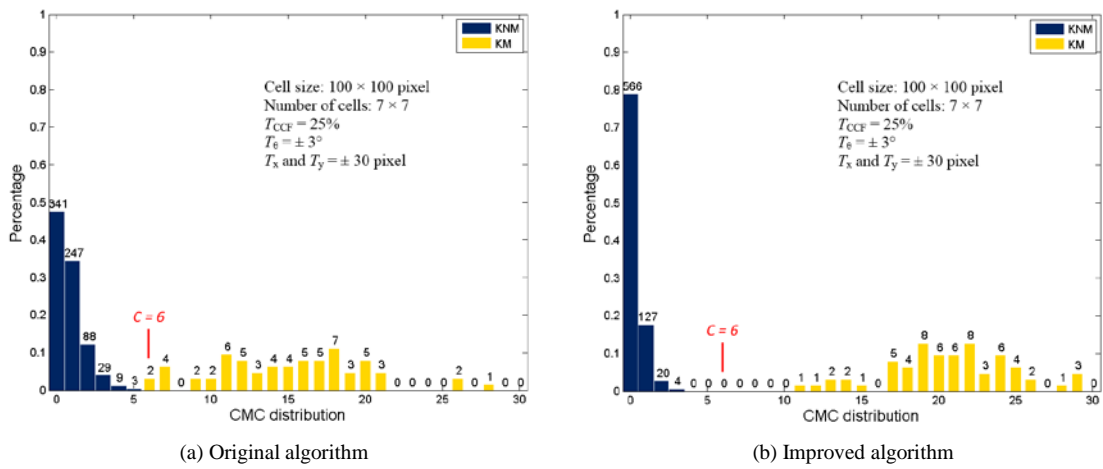 1
0.9
0.8
0.7
0.6
0.5
0.4
0.3
0.2
0.1
0
Percentage
KNM
KM
Cell size: 100 × 100 pixel
Number of cells: 7 × 7
TCCF = 25%
Tθ = ± 3°
Tx and Ty = ± 30 pixel
C = 6
341 247 88 29 9 3 2 4 0 2 2 6 5 3 4 4 5 5 7 3 5 3 0 0 0 0 2 0 1 0 0
0 5 10 15 20 25 30
CMC distribution
(a) Original algorithm
1
0.9
0.8
0.7
0.6
0.5
0.4
0.3
0.2
0.1
0
Percentage
KNM
KM
Cell size: 100 × 100 pixel
Number of cells: 7 × 7
TCCF = 25%
Tθ = ± 3°
Tx and Ty = ± 30 pixel
C = 6
566 127 20 4 0 0 0 0 0 0 0 1 1 2 2 1 0 5 4 8 6 6 8 3 6 4 2 0 1 3 0
0 5 10 15 20 25 30
CMC distribution
(b) Improved algorithm